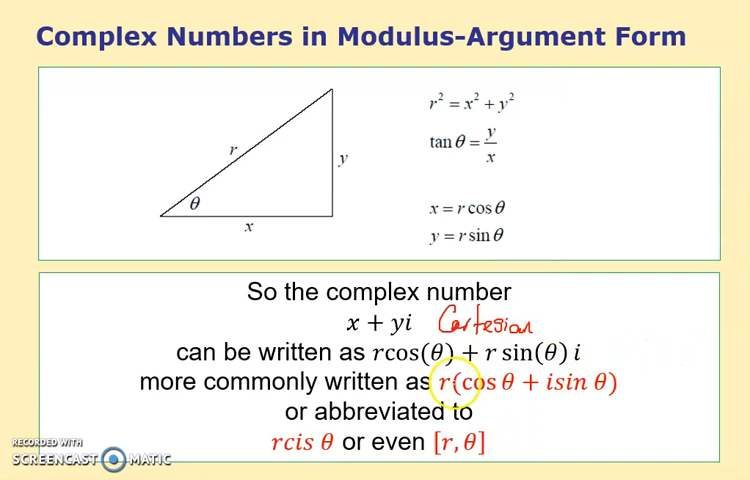 Complex Numbers in Modulus-Argument Form
r² = x² + y²
tan θ = y/x
r
y
θ
x
x = r cos θ
y = r sin θ
So the complex number
x + yi Cartesian
can be written as rcos(θ) + r sin(θ) i
more commonly written as r(cos θ + isin θ)
or abbreviated to
rcis θ or even [r, θ]
RECORDED WITH
SCREENCAST MATIC